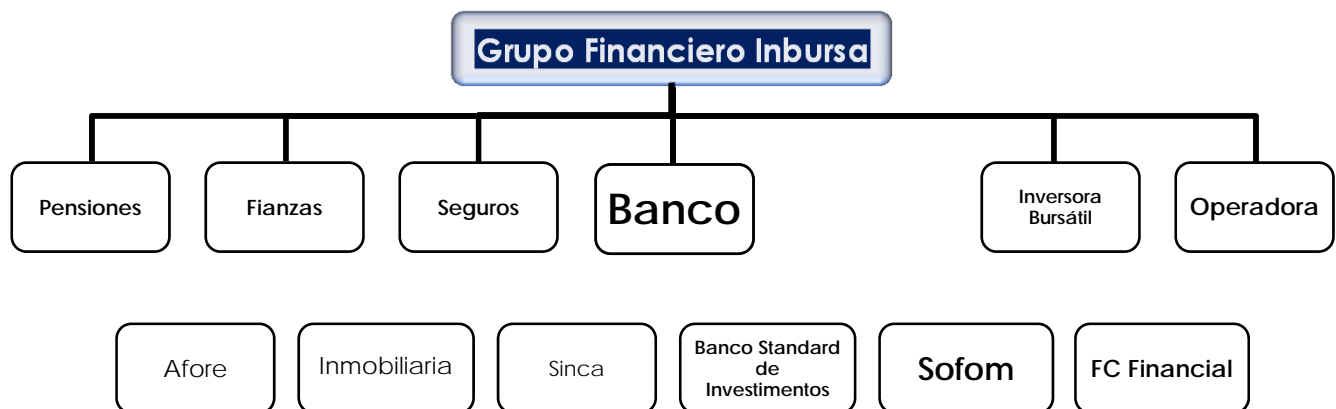 Grupo Financiero Inbursa
Pensiones
Fianzas
Seguros
Banco
Inversora
Bursátil
Operadora
Afore
Inmobiliaria
Sinca
Banco Standard
de
Investimentos
Sofom
FC Financial